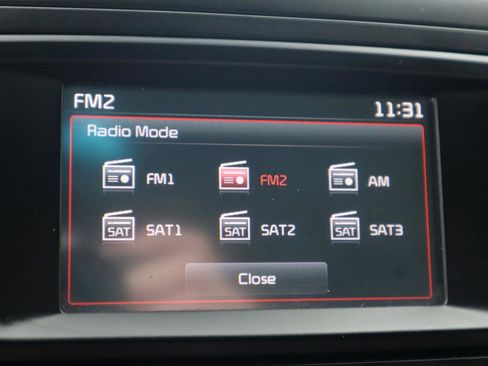 FM2 11:31
Radio Mode
FM1 FM2 AM
SAT SAT1 SAT SAT2 SAT SAT3
Close